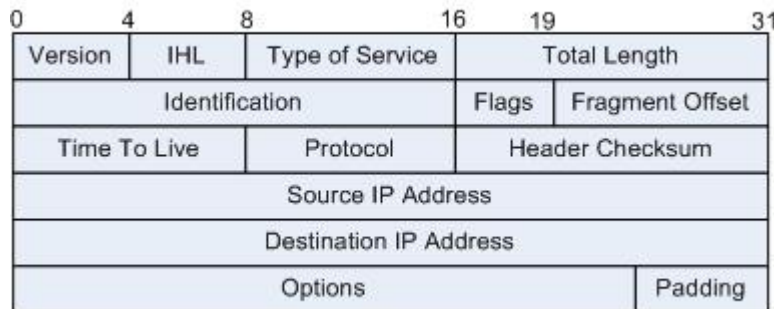 0 4 8 16 19 31
Version IHL Type of Service Total Length
Identification Flags Fragment Offset
Time To Live Protocol Header Checksum
Source IP Address
Destination IP Address
Options Padding